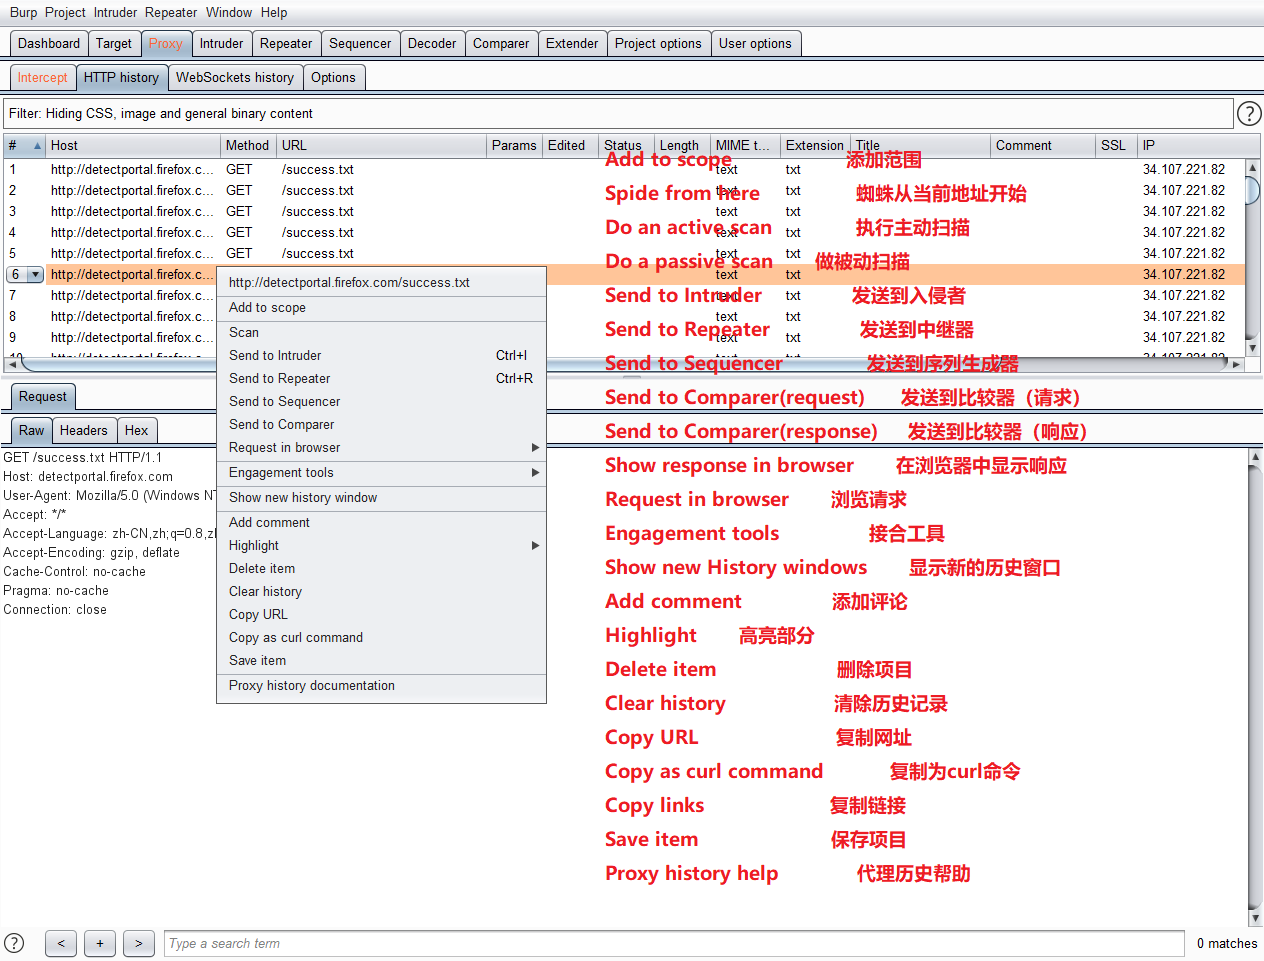 Burp Project Intruder Repeater Window Help
Dashboard Target Proxy Intruder Repeater Sequencer Decoder Comparer Extender Project options User options
Intercept HTTP history WebSockets history Options
Filter: Hiding CSS, image and general binary content
# Host Method URL Params Edited Status Length MIME t... Extension Title Comment SSL IP
1 http://detectportal.firefox.c... GET /success.txt text txt 34.107.221.82
2 http://detectportal.firefox.c... GET /success.txt text txt 34.107.221.82
3 http://detectportal.firefox.c... GET /success.txt text txt 34.107.221.82
4 http://detectportal.firefox.c... GET /success.txt text txt 34.107.221.82
5 http://detectportal.firefox.c... GET /success.txt text txt 34.107.221.82
6 http://detectportal.firefox.c... text txt 34.107.221.82
7 http://detectportal.firefox.c... text txt 34.107.221.82
8 http://detectportal.firefox.c... text txt 34.107.221.82
9 http://detectportal.firefox.c... text txt 34.107.221.82
http://detectportal.firefox.com/success.txt
Add to scope
Scan
Send to Intruder Ctrl+I
Send to Repeater Ctrl+R
Send to Sequencer
Send to Comparer
Request in browser
Engagement tools
Show new history window
Add comment
Highlight
Delete item
Clear history
Copy URL
Copy as curl command
Save item
Proxy history documentation
Add to scope 添加范围
Spide from here 蜘蛛从当前地址开始
Do an active scan 执行主动扫描
Do a passive scan 做被动扫描
Send to Intruder 发送到入侵者
Send to Repeater 发送到中继器
Send to Sequencer 发送到序列生成器
Send to Comparer(request) 发送到比较器（请求）
Send to Comparer(response) 发送到比较器（响应）
Show response in browser 在浏览器中显示响应
Request in browser 浏览请求
Engagement tools 接合工具
Show new History windows 显示新的历史窗口
Add comment 添加评论
Highlight 高亮部分
Delete item 删除项目
Clear history 清除历史记录
Copy URL 复制网址
Copy as curl command 复制为curl命令
Copy links 复制链接
Save item 保存项目
Proxy history help 代理历史帮助
Request
Raw Headers Hex
GET /success.txt HTTP/1.1
Host: detectportal.firefox.com
User-Agent: Mozilla/5.0 (Windows NT
Accept: */*
Accept-Language: zh-CN,zh;q=0.8,zh
Accept-Encoding: gzip, deflate
Cache-Control: no-cache
Pragma: no-cache
Connection: close
? < + > Type a search term 0 matches